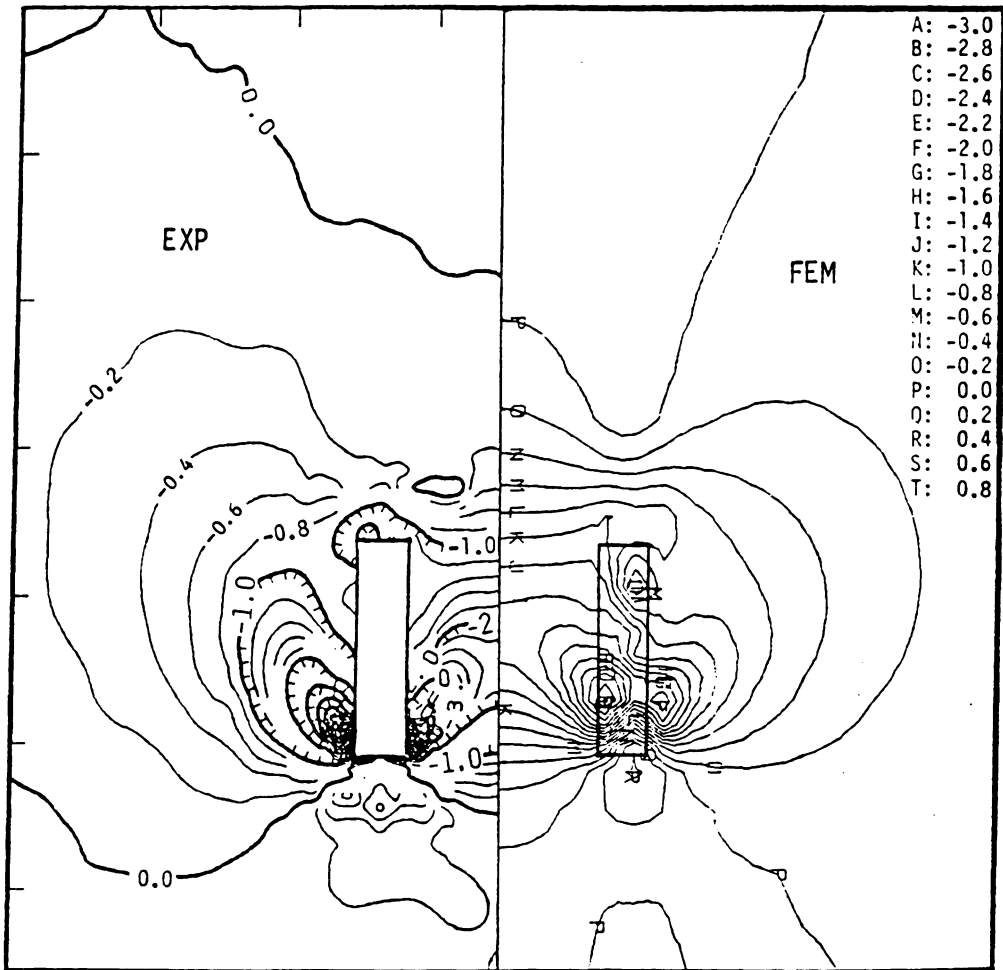 A: -3.0
B: -2.8
C: -2.6
D: -2.4
E: -2.2
F: -2.0
G: -1.8
H: -1.6
I: -1.4
J: -1.2
K: -1.0
L: -0.8
M: -0.6
N: -0.4
O: -0.2
P: 0.0
Q: 0.2
R: 0.4
S: 0.6
T: 0.8
0.0
EXP
FEM
P
-0.2
O
-0.4
N
M
-0.6
L
-0.8
K
-1.0
-1.0
-2
.0
3.
K
-1.0
0.0
P
P